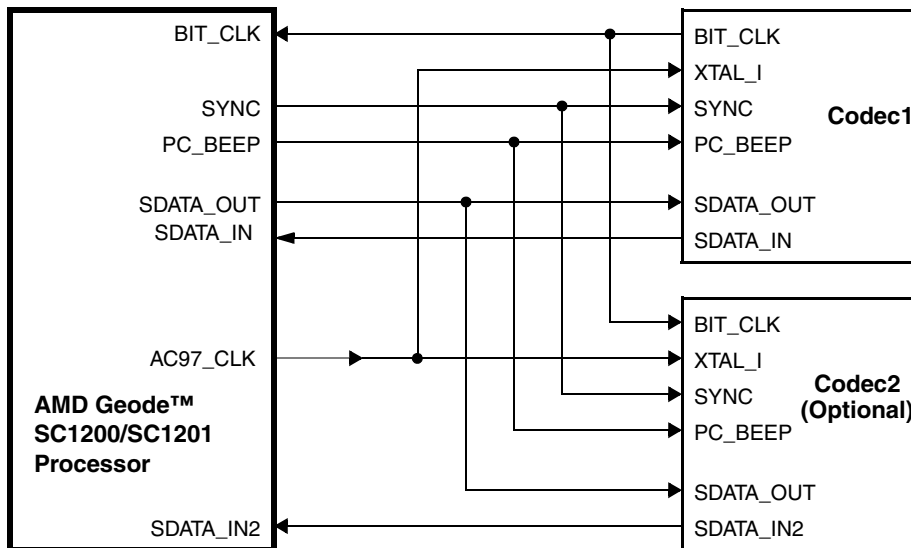 BIT_CLK
SYNC
PC_BEEP
SDATA_OUT
SDATA_IN
AC97_CLK
AMD Geode™
SC1200/SC1201
Processor
SDATA_IN2
BIT_CLK
XTAL_I
SYNC
Codec1
PC_BEEP
SDATA_OUT
SDATA_IN
BIT_CLK
XTAL_I
Codec2
(Optional)
SYNC
PC_BEEP
SDATA_OUT
SDATA_IN2